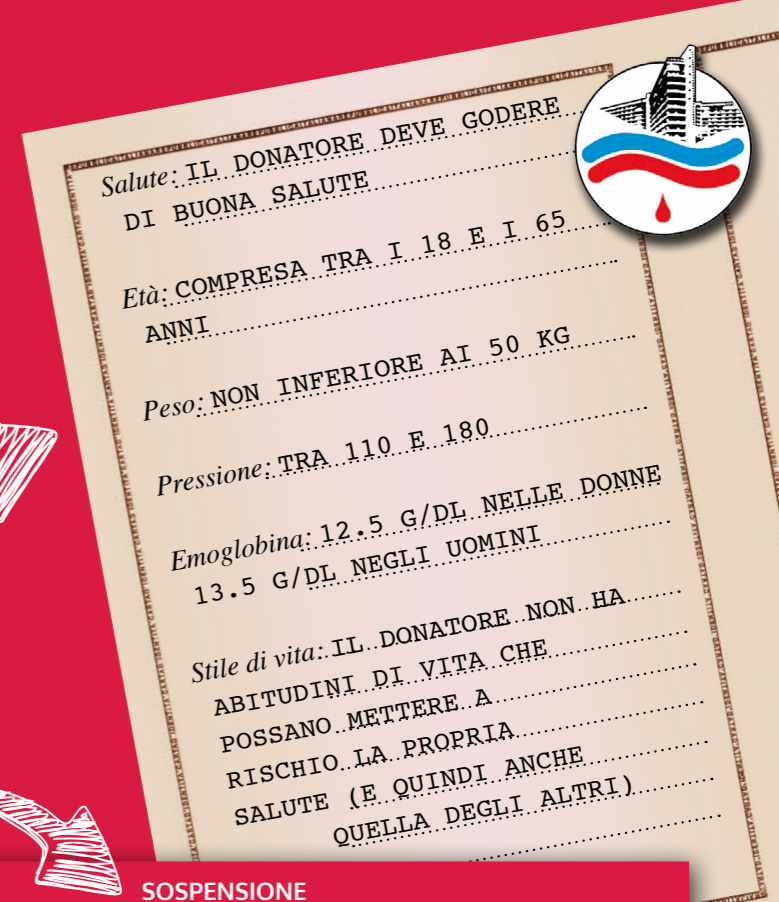 Salute: IL DONATORE DEVE GODERE
DI BUONA SALUTE
Età: COMPRESA TRA I 18 E I 65
ANNI
Peso: NON INFERIORE AI 50 KG
Pressione: TRA 110 E 180
Emoglobina: 12.5 G/DL NELLE DONNE
13.5 G/DL NEGLI UOMINI
Stile di vita: IL DONATORE NON HA
ABITUDINI DI VITA CHE
POSSANO METTERE A
RISCHIO LA PROPRIA
SALUTE (E QUINDI ANCHE
QUELLA DEGLI ALTRI)
SOSPENSIONE